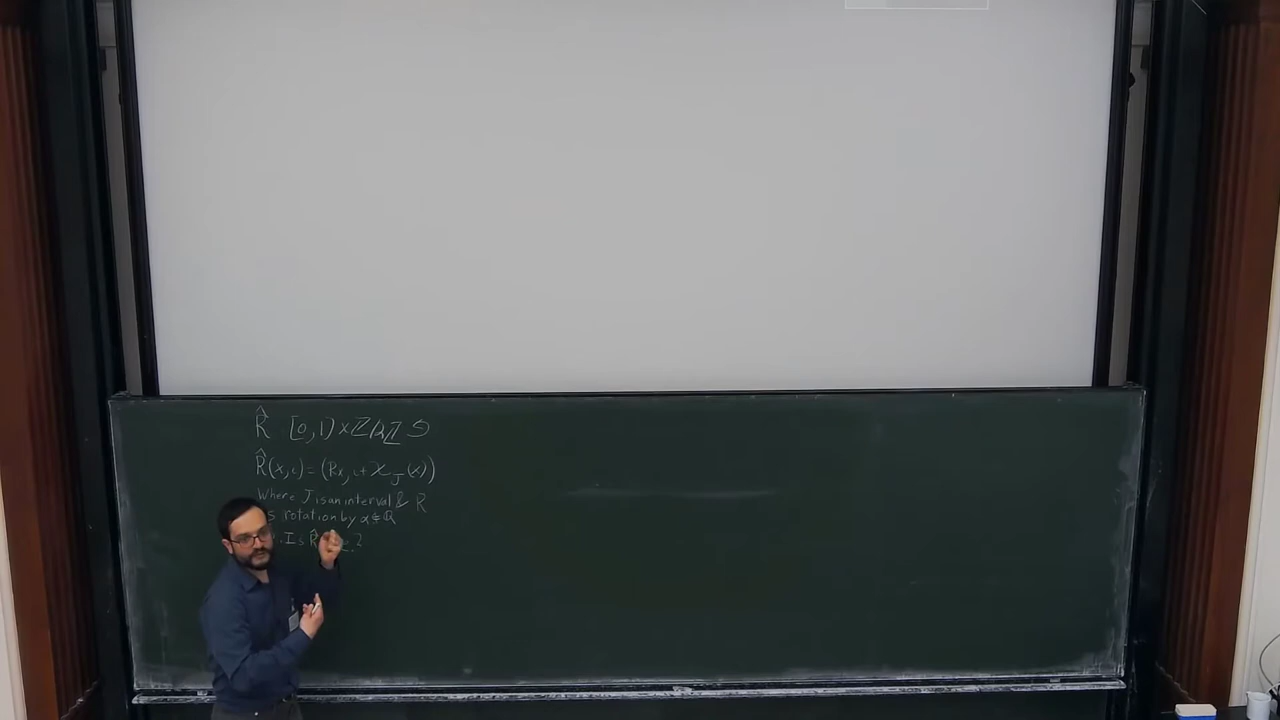 R̂ [0,1)×ℤ/2ℤ ↺
R̂(x,i)=(Rx, i+χ_J(x))
Where J is an interval & R
is rotation by α∉ℚ
. Is R̂ ?